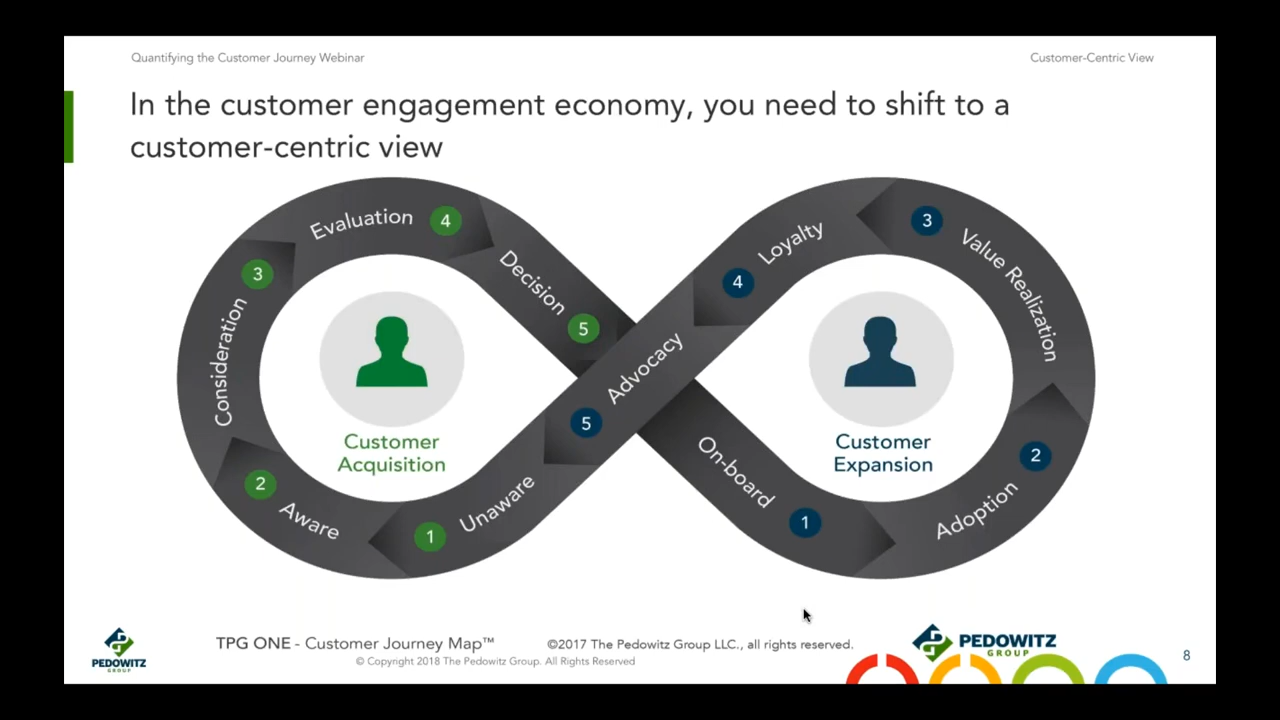 Quantifying the Customer Journey Webinar
Customer-Centric View
In the customer engagement economy, you need to shift to a
customer-centric view
Evaluation 4
Decision 5
3 Consideration
2 Aware
1 Unaware
Customer
Acquisition
5 Advocacy
4 Loyalty
3 Value Realization
2 Adoption
On-board 1
Customer
Expansion
PEDOWITZ
GROUP
TPG ONE - Customer Journey Map™
©2017 The Pedowitz Group LLC., all rights reserved.
© Copyright 2018 The Pedowitz Group. All Rights Reserved
PEDOWITZ
GROUP
8